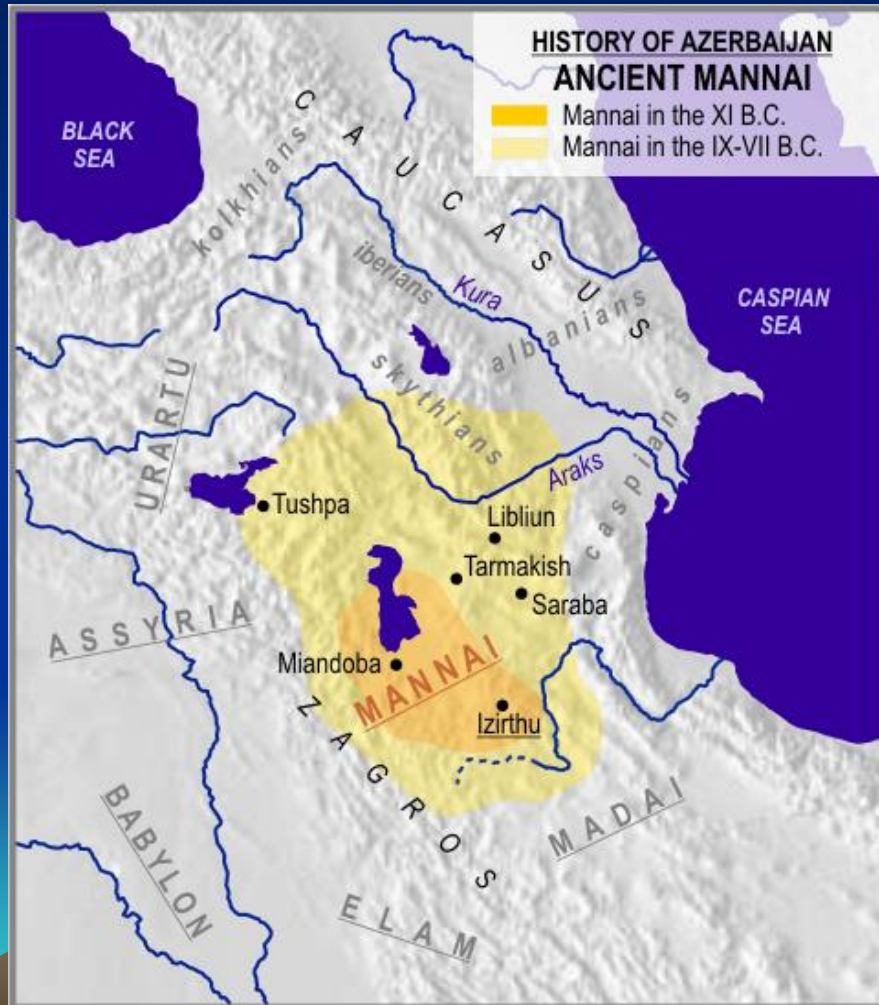 HISTORY OF AZERBAIJAN
ANCIENT MANNAI
Mannai in the XI B.C.
Mannai in the IX-VII B.C.
BLACK
SEA
CAUCASUS
kolkhians
iberians
Kura
albanians
CASPIAN
SEA
skythians
caspians
URARTU
Araks
Tushpa
Libliun
Tarmakish
Saraba
ASSYRIA
Miandoba
MANNAI
Izirthu
ZAGROS
MADAI
BABYLON
ELAM